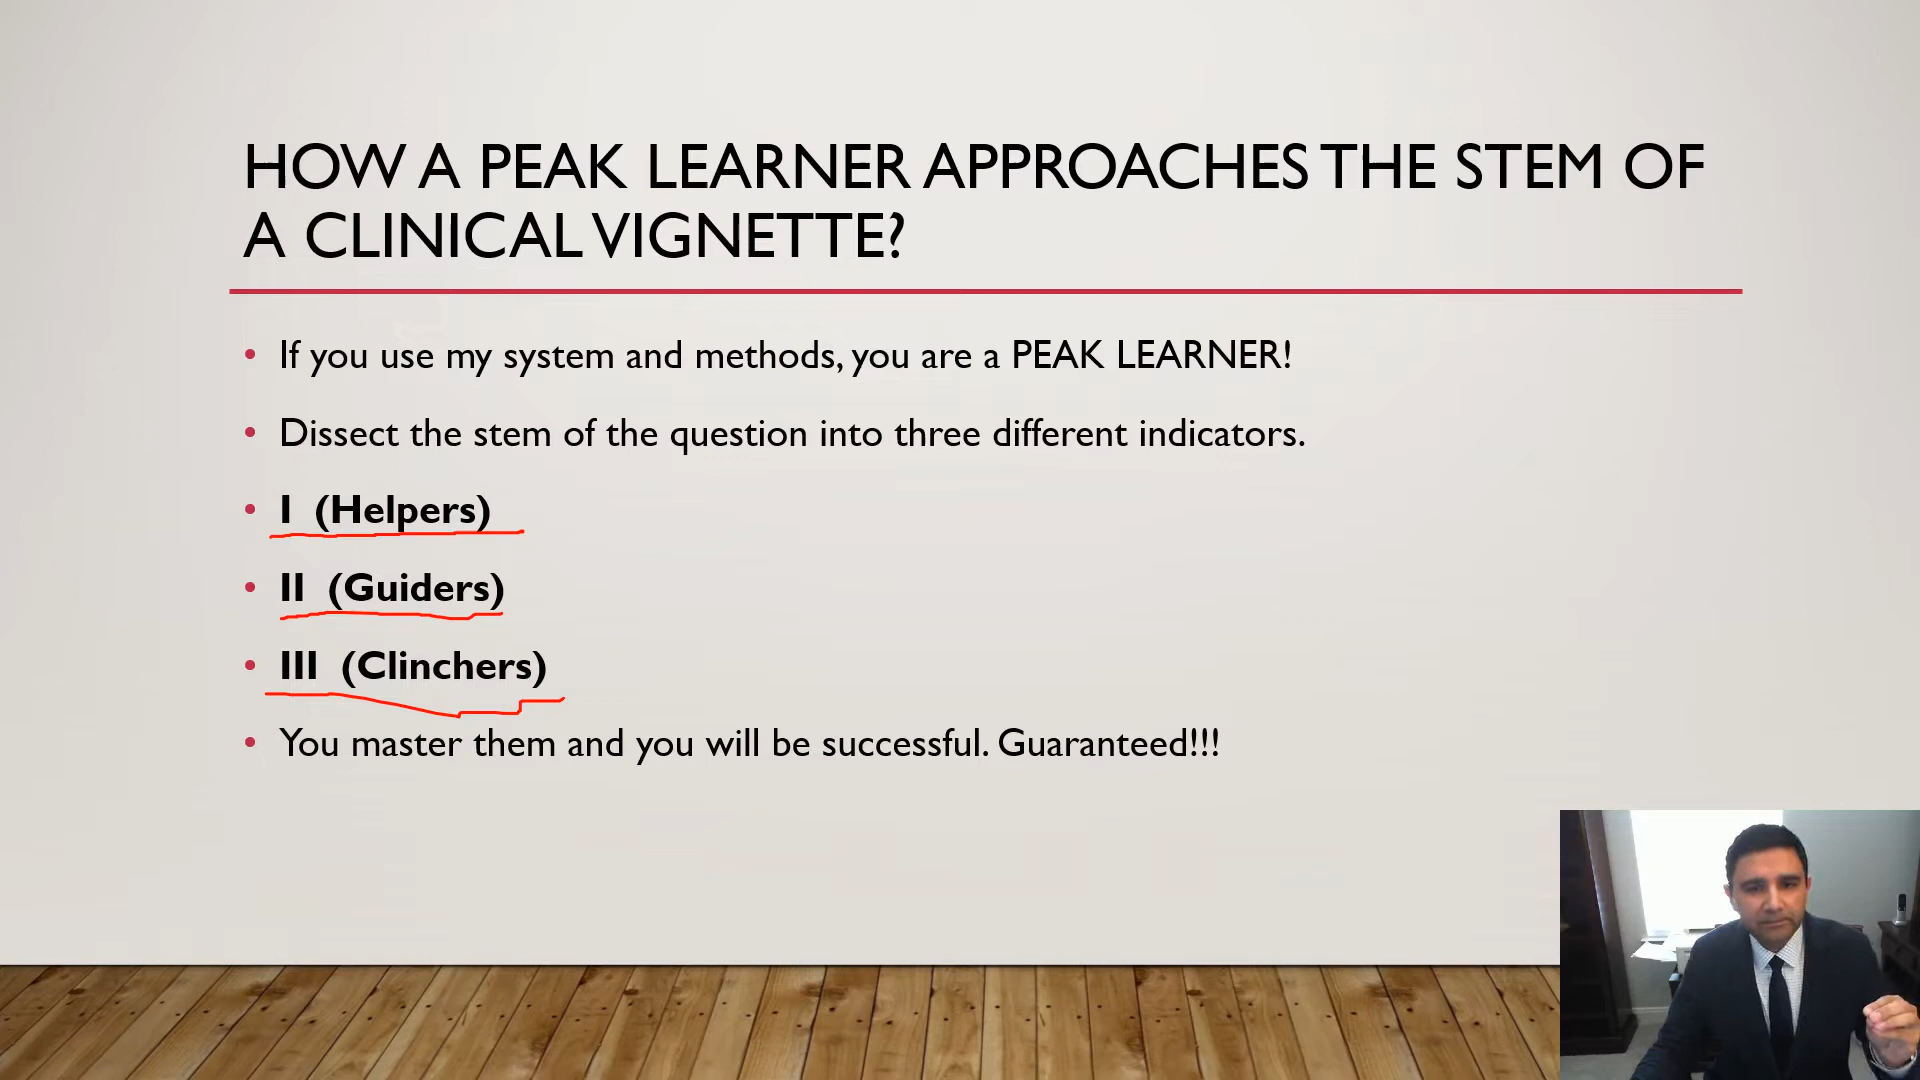 HOW A PEAK LEARNER APPROACHES THE STEM OF
A CLINICAL VIGNETTE?
• If you use my system and methods, you are a PEAK LEARNER!
• Dissect the stem of the question into three different indicators.
• I (Helpers)
• II (Guiders)
• III (Clinchers)
• You master them and you will be successful. Guaranteed!!!